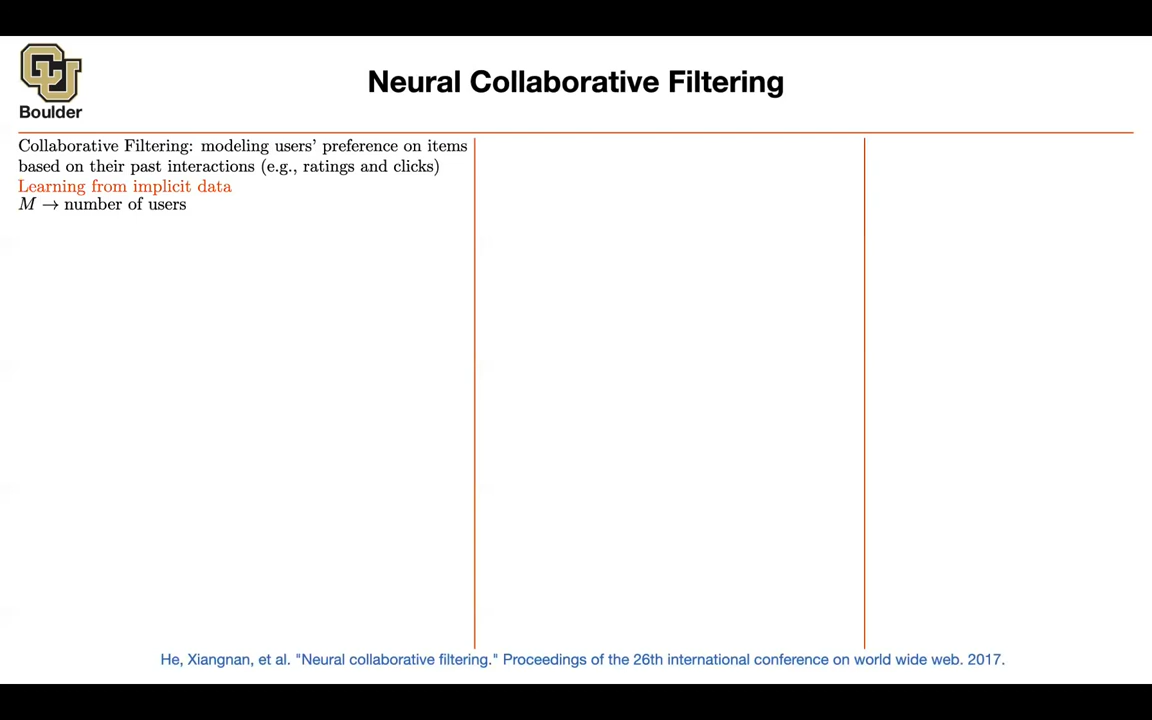 Boulder
Neural Collaborative Filtering
Collaborative Filtering: modeling users' preference on items
based on their past interactions (e.g., ratings and clicks)
Learning from implicit data
M → number of users
He, Xiangnan, et al. "Neural collaborative filtering." Proceedings of the 26th international conference on world wide web. 2017.